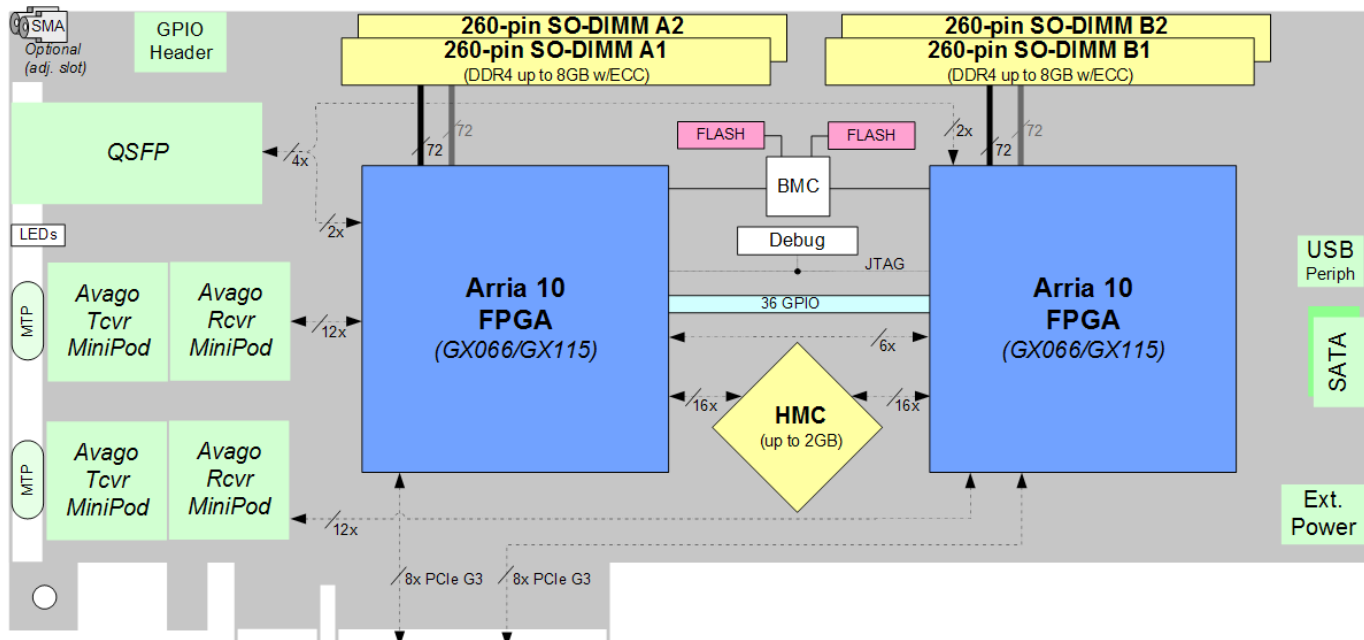 SMA
Optional
(adj. slot)
GPIO
Header
260-pin SO-DIMM A2
260-pin SO-DIMM A1
(DDR4 up to 8GB w/ECC)
260-pin SO-DIMM B2
260-pin SO-DIMM B1
(DDR4 up to 8GB w/ECC)
72
72
2x
72
72
FLASH
FLASH
QSFP
4x
BMC
2x
LEDs
Debug
JTAG
USB
Periph
MTP
Avago
Tcvr
MiniPod
Avago
Rcvr
MiniPod
12x
Arria 10
FPGA
(GX066/GX115)
36 GPIO
6x
Arria 10
FPGA
(GX066/GX115)
SATA
16x
HMC
(up to 2GB)
16x
MTP
Avago
Tcvr
MiniPod
Avago
Rcvr
MiniPod
12x
Ext.
Power
8x PCIe G3
8x PCIe G3